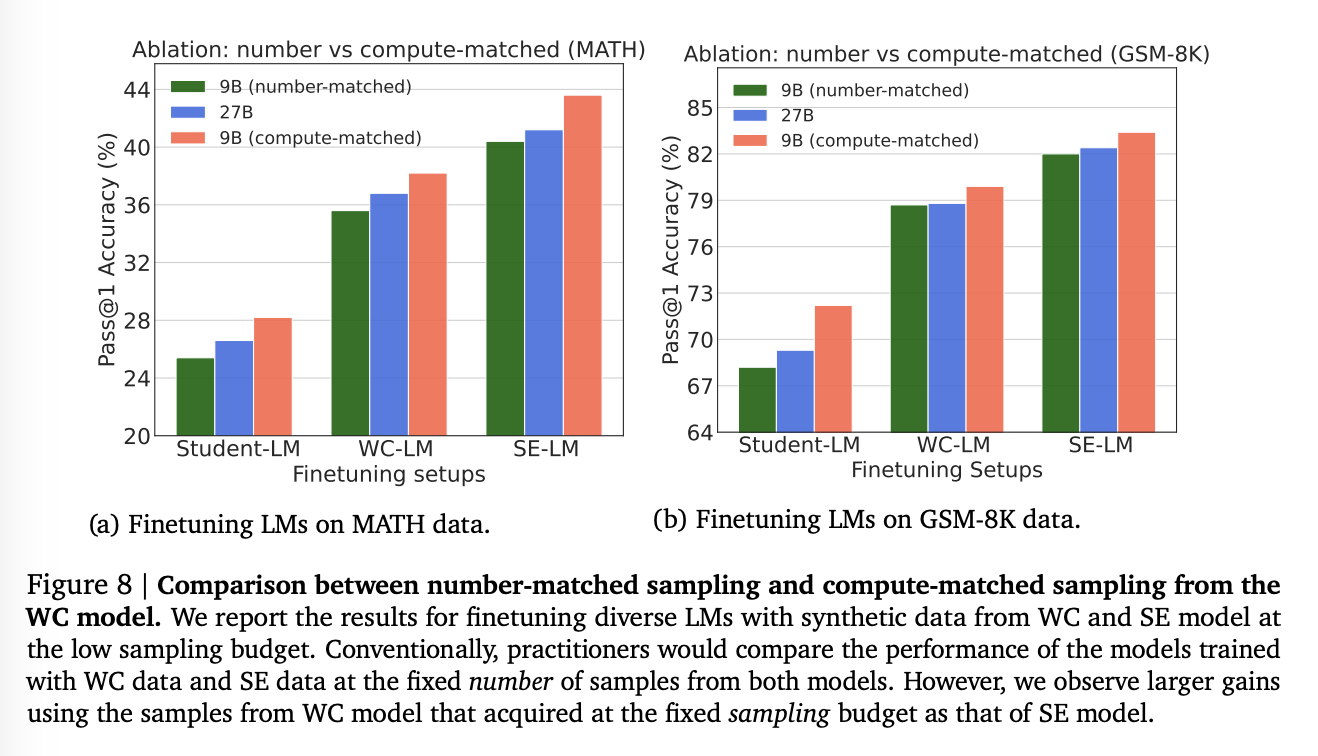 Ablation: number vs compute-matched (MATH)
9B (number-matched)
27B
9B (compute-matched)
Pass@1 Accuracy (%)
44
40
36
32
28
24
20
Student-LM
WC-LM
SE-LM
Finetuning setups
(a) Finetuning LMs on MATH data.
Ablation: number vs compute-matched (GSM-8K)
9B (number-matched)
27B
9B (compute-matched)
Pass@1 Accuracy (%)
85
82
79
76
73
70
67
64
Student-LM
WC-LM
SE-LM
Finetuning Setups
(b) Finetuning LMs on GSM-8K data.
Figure 8 | Comparison between number-matched sampling and compute-matched sampling from the
WC model. We report the results for finetuning diverse LMs with synthetic data from WC and SE model at
the low sampling budget. Conventionally, practitioners would compare the performance of the models trained
with WC data and SE data at the fixed number of samples from both models. However, we observe larger gains
using the samples from WC model that acquired at the fixed sampling budget as that of SE model.